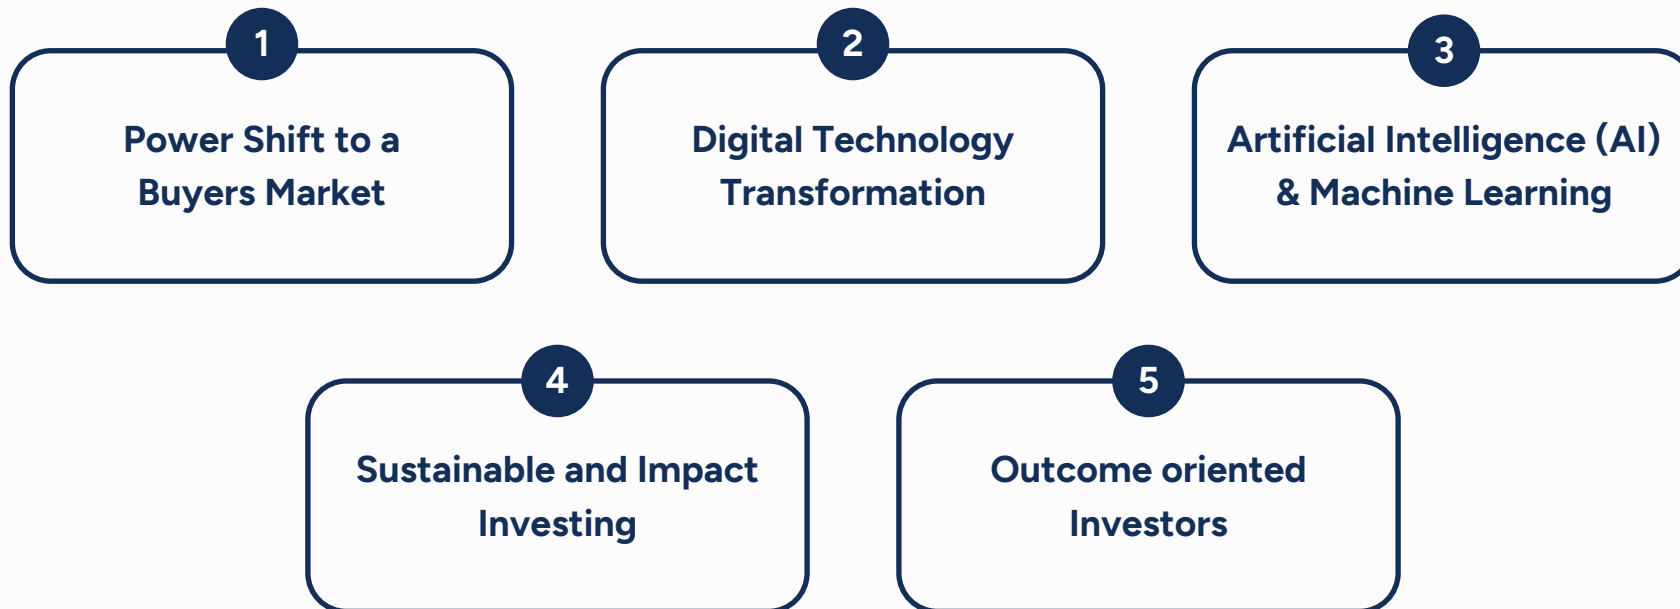 1
Power Shift to a
Buyers Market
2
Digital Technology
Transformation
3
Artificial Intelligence (AI)
& Machine Learning
4
Sustainable and Impact
Investing
5
Outcome oriented
Investors